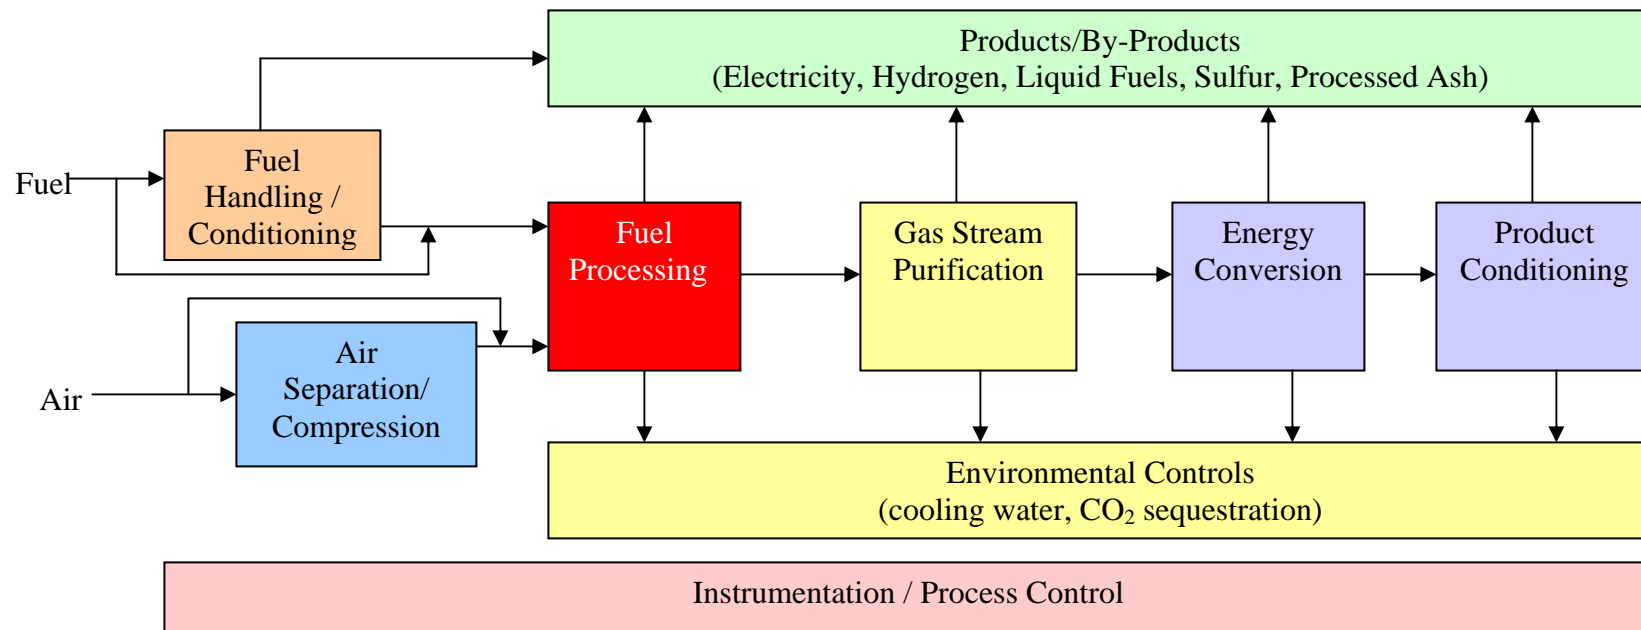 Products/By-Products
(Electricity, Hydrogen, Liquid Fuels, Sulfur, Processed Ash)
Fuel
Fuel
Handling /
Conditioning
Fuel
Processing
Gas Stream
Purification
Energy
Conversion
Product
Conditioning
Air
Air
Separation/
Compression
Environmental Controls
(cooling water, CO₂ sequestration)
Instrumentation / Process Control